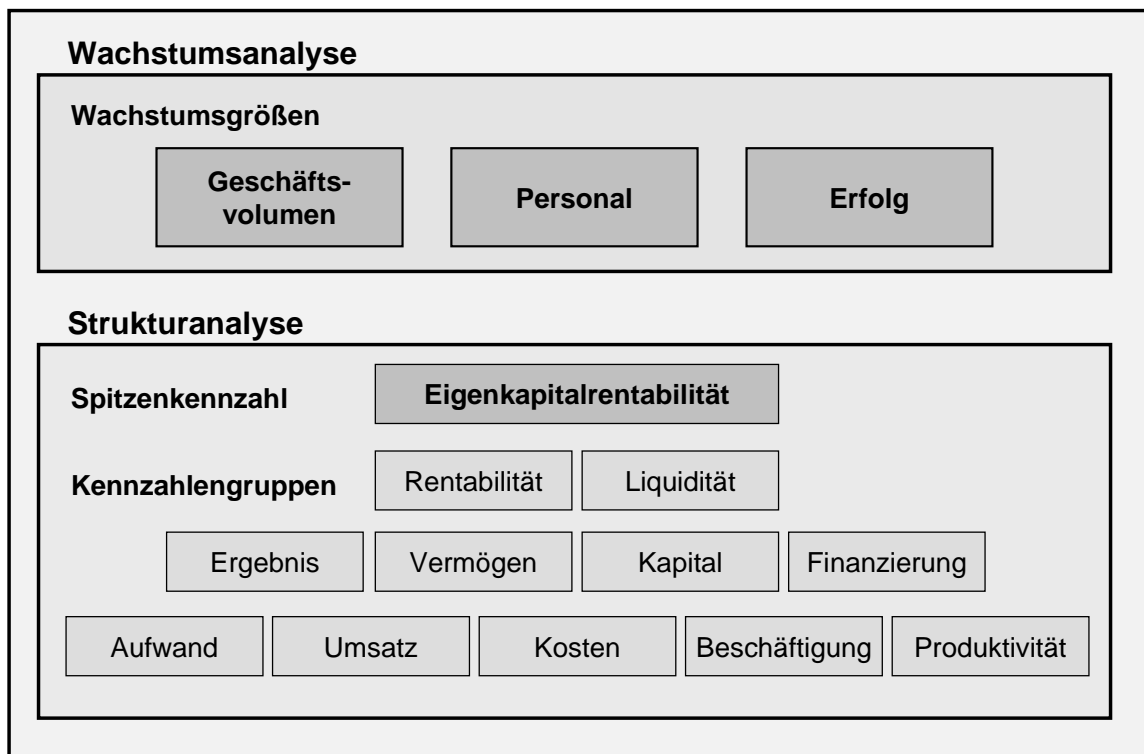 Wachstumsanalyse
Wachstumsgrößen
Geschäfts-
volumen
Personal
Erfolg
Strukturanalyse
Spitzenkennzahl
Eigenkapitalrentabilität
Kennzahlengruppen
Rentabilität
Liquidität
Ergebnis
Vermögen
Kapital
Finanzierung
Aufwand
Umsatz
Kosten
Beschäftigung
Produktivität